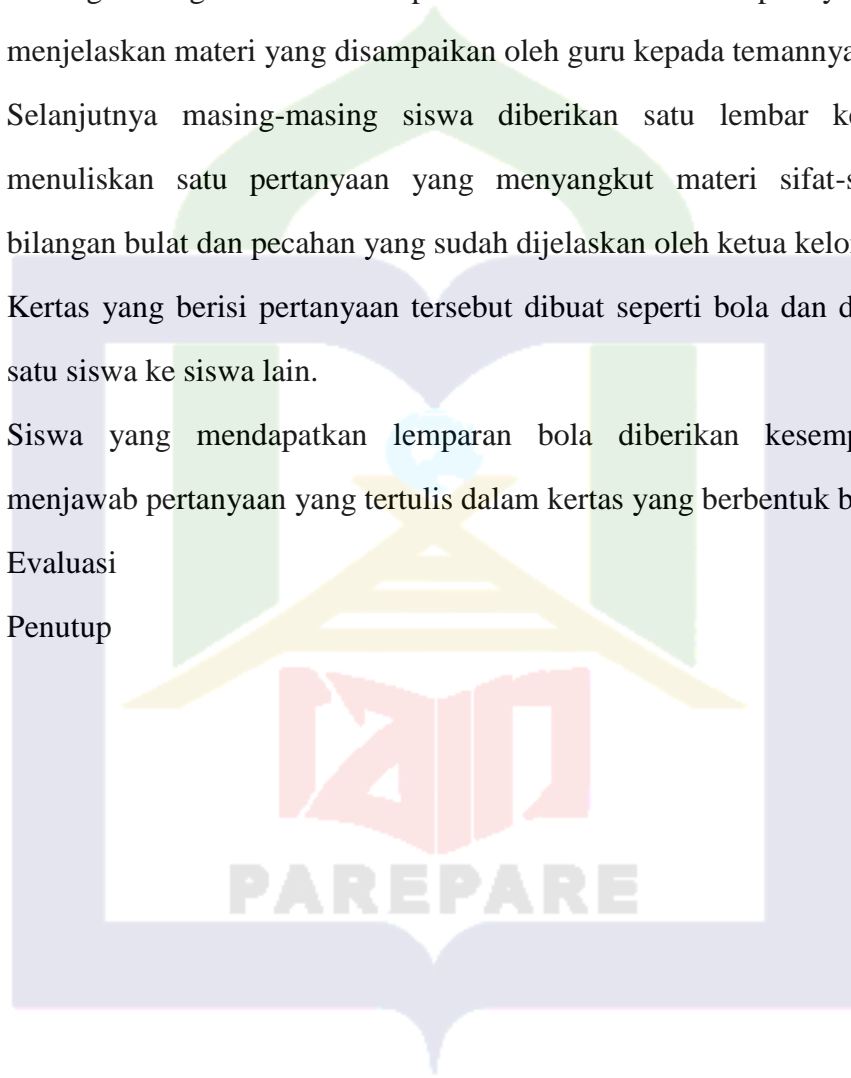 menjelaskan materi yang disampaikan oleh guru kepada temannya
Selanjutnya masing-masing siswa diberikan satu lembar
menuliskan satu pertanyaan yang menyangkut materi
bilangan bulat dan pecahan yang sudah dijelaskan oleh ketua
Kertas yang berisi pertanyaan tersebut dibuat seperti bola dan
satu siswa ke siswa lain.
Siswa yang mendapatkan lemparan bola diberikan
menjawab pertanyaan yang tertulis dalam kertas yang berbentuk
Evaluasi
Penutup
iain
PAREPARE